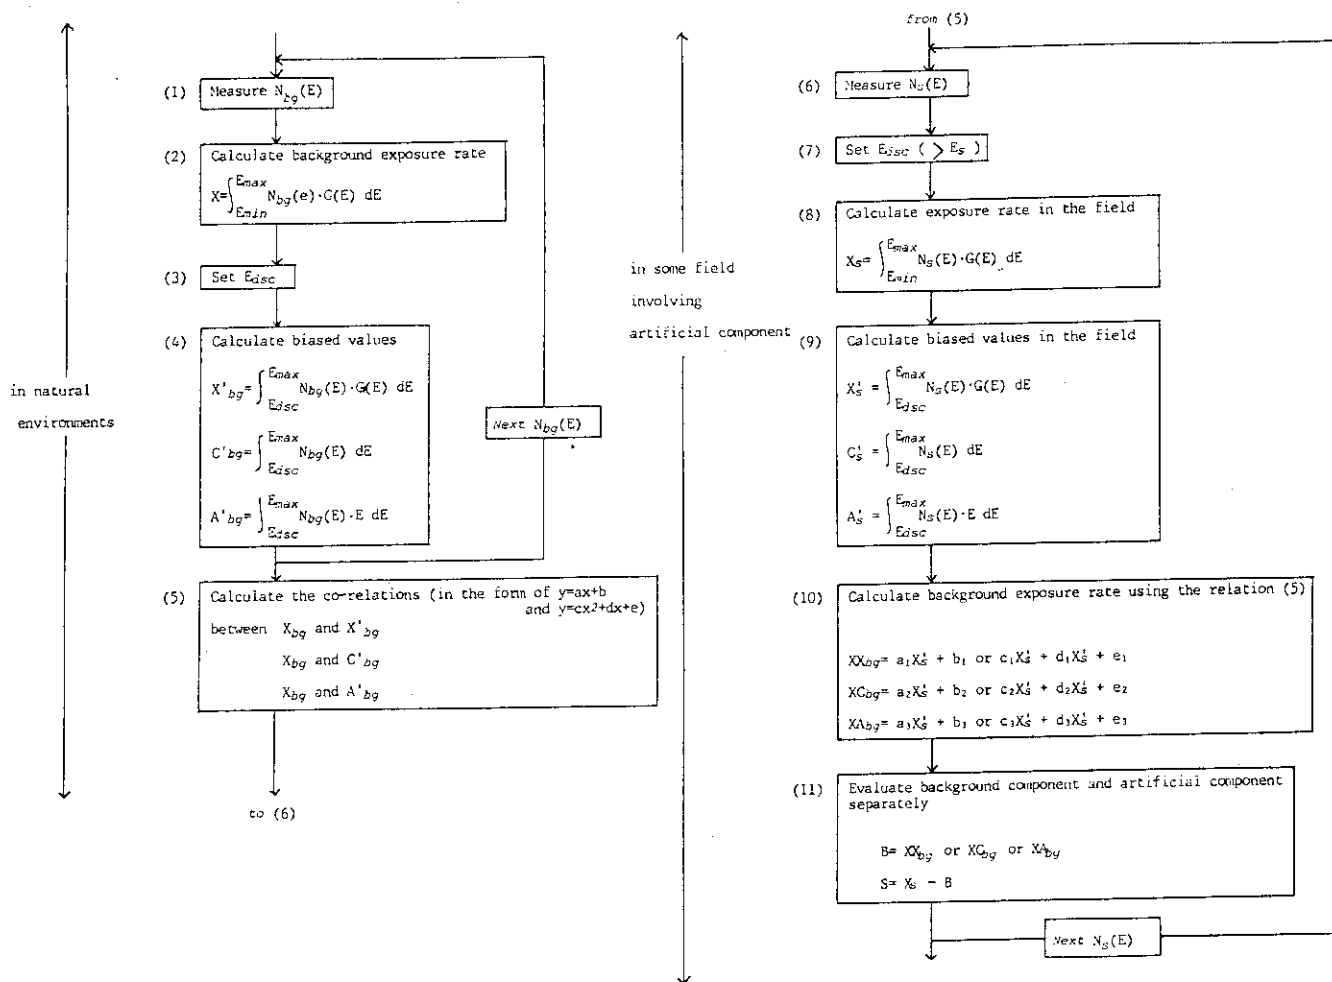 in natural
environments
(1) Measure N_bg(E)
(2) Calculate background exposure rate
X=∫_Emin^Emax N_bg(e)·G(E) dE
(3) Set E_disc
(4) Calculate biased values
X'_bg=∫_Edisc^Emax N_bg(E)·G(E) dE
C'_bg=∫_Edisc^Emax N_bg(E) dE
A'_bg=∫_Edisc^Emax N_bg(E)·E dE
Next N_bg(E)
(5) Calculate the co-relations (in the form of y=ax+b
and y=cx²+dx+e)
between X_bg and X'_bg
X_bg and C'_bg
X_bg and A'_bg
to (6)
in some field
involving
artificial component
from (5)
(6) Measure N_s(E)
(7) Set E_disc ( > E_s )
(8) Calculate exposure rate in the field
X_s=∫_Emin^Emax N_s(E)·G(E) dE
(9) Calculate biased values in the field
X'_s = ∫_Edisc^Emax N_s(E)·G(E) dE
C'_s = ∫_Edisc^Emax N_s(E) dE
A'_s = ∫_Edisc^Emax N_s(E)·E dE
(10) Calculate background exposure rate using the relation (5)
XX_bg= a₁X'_s + b₁ or c₁X'_s + d₁X'_s + e₁
XC_bg= a₂X'_s + b₂ or c₂X'_s + d₂X'_s + e₂
XA_bg= a₃X'_s + b₃ or c₃X'_s + d₃X'_s + e₃
(11) Evaluate background component and artificial component
separately
B= XX_bg or XC_bg or XA_bg
S= X_s - B
Next N_s(E)